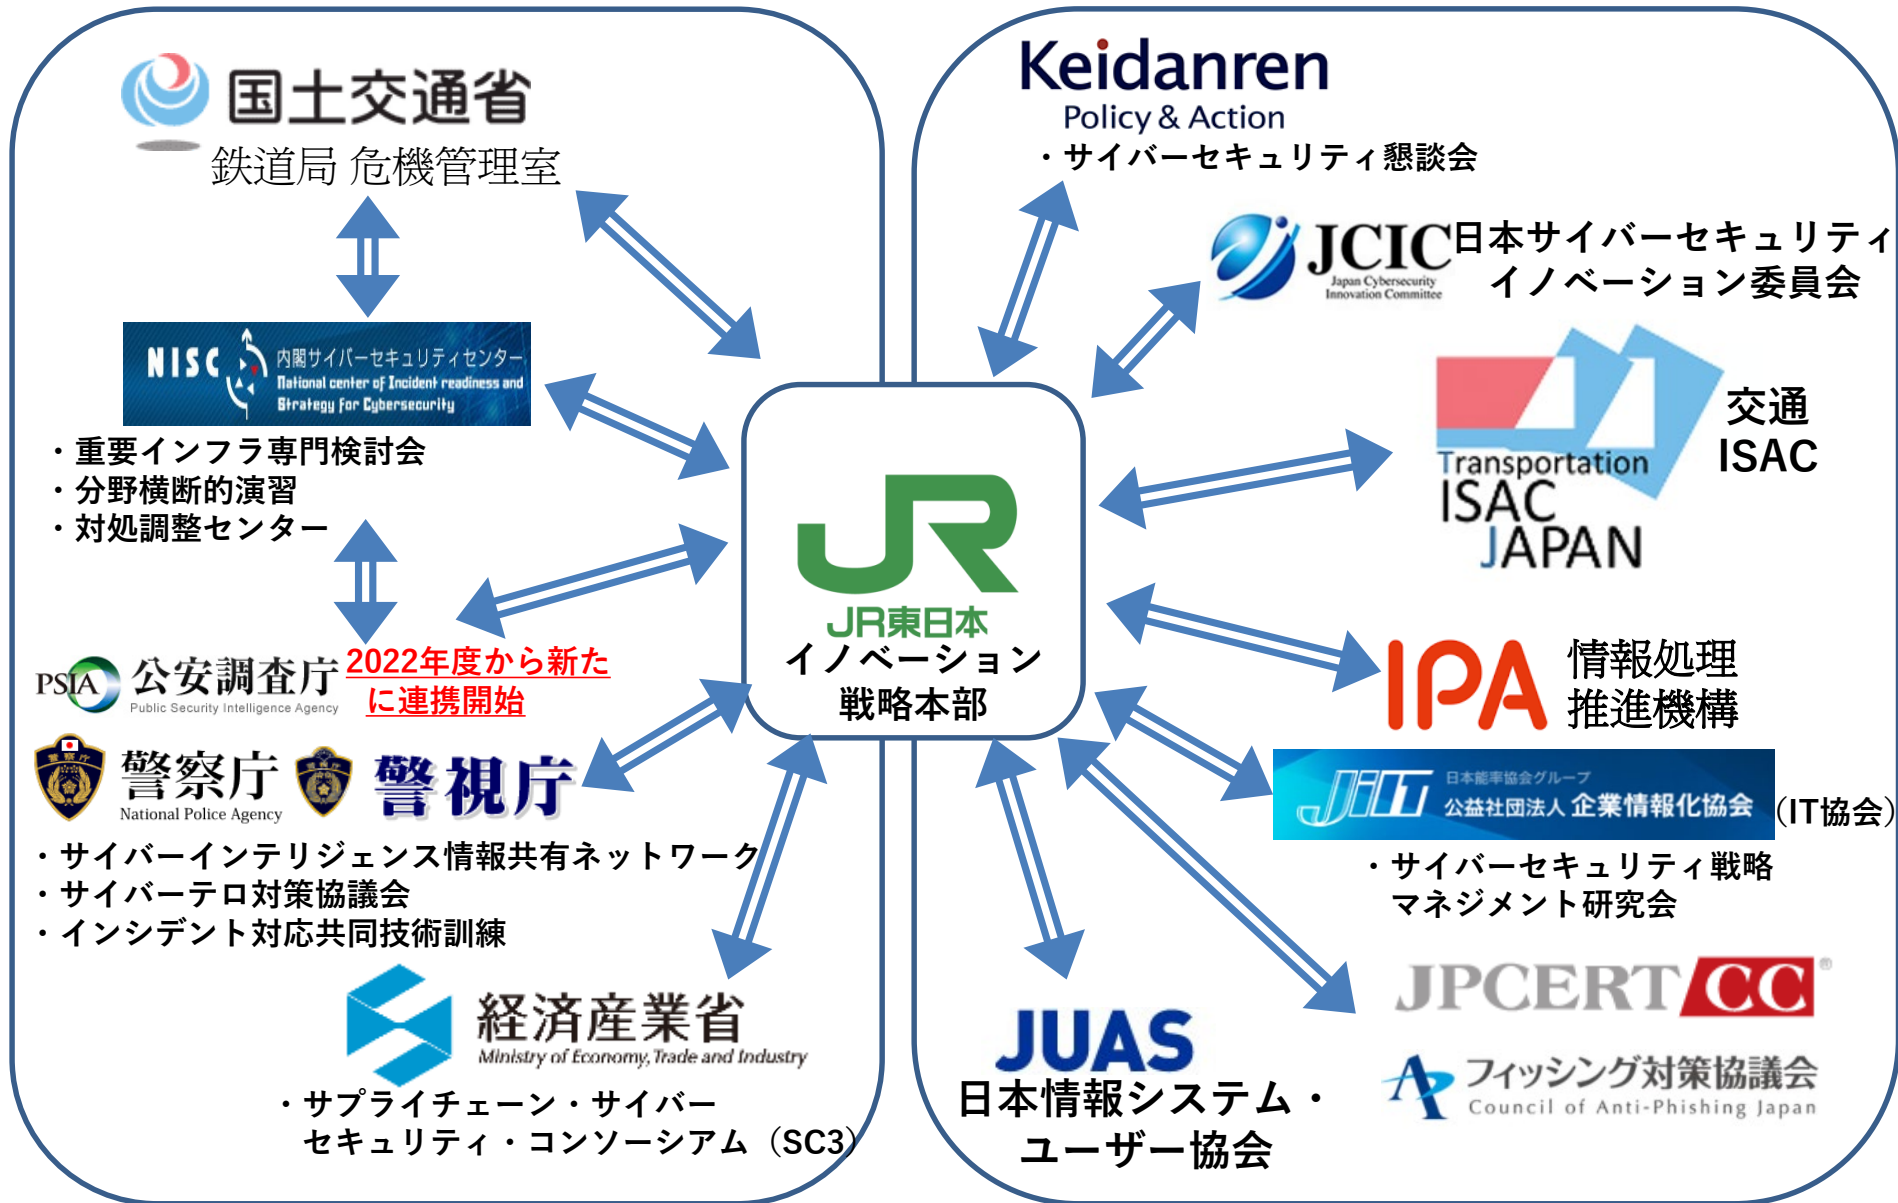 国土交通省
鉄道局 危機管理室
NISC
内閣サイバーセキュリティセンター
National center of Incident readiness and
Strategy for Cybersecurity
・重要インフラ専門検討会
・分野横断的演習
・対処調整センター
PSIA
公安調査庁
Public Security Intelligence Agency
2022年度から新た
に連携開始
警察庁
National Police Agency
警視庁
・サイバーインテリジェンス情報共有ネットワーク
・サイバーテロ対策協議会
・インシデント対応共同技術訓練
経済産業省
Ministry of Economy, Trade and Industry
・サプライチェーン・サイバー
セキュリティ・コンソーシアム（SC3）
JR
JR東日本
イノベーション
戦略本部
Keidanren
Policy & Action
・サイバーセキュリティ懇談会
JCIC
Japan Cybersecurity
Innovation Committee
日本サイバーセキュリティ
イノベーション委員会
Transportation
ISAC
JAPAN
交通
ISAC
IPA
情報処理
推進機構
JiIT
日本能率協会グループ
公益社団法人 企業情報化協会
（IT協会）
・サイバーセキュリティ戦略
マネジメント研究会
JPCERT CC®
フィッシング対策協議会
Council of Anti-Phishing Japan
JUAS
日本情報システム・
ユーザー協会